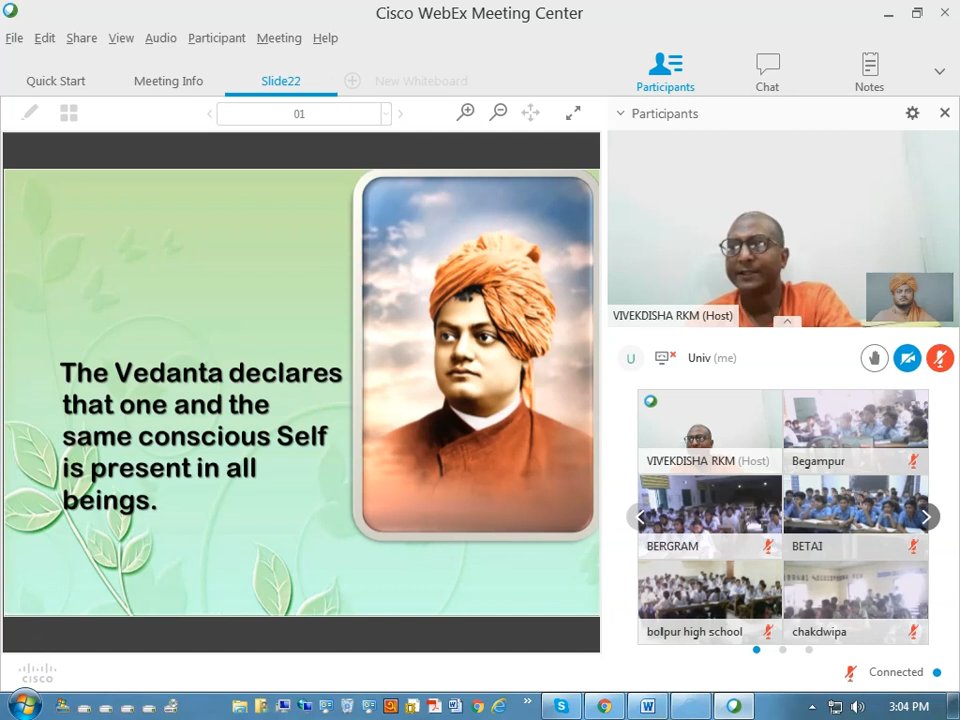 Cisco WebEx Meeting Center
File Edit Share View Audio Participant Meeting Help
Quick Start Meeting Info Slide22 New Whiteboard
Participants Chat Notes
01
Participants
The Vedanta declares
that one and the
same conscious Self
is present in all
beings.
VIVEKDISHA RKM (Host)
U Univ (me)
VIVEKDISHA RKM (Host) Begampur
BERGRAM BETAI
bolpur high school chakdwipa
cisco
Connected
3:04 PM